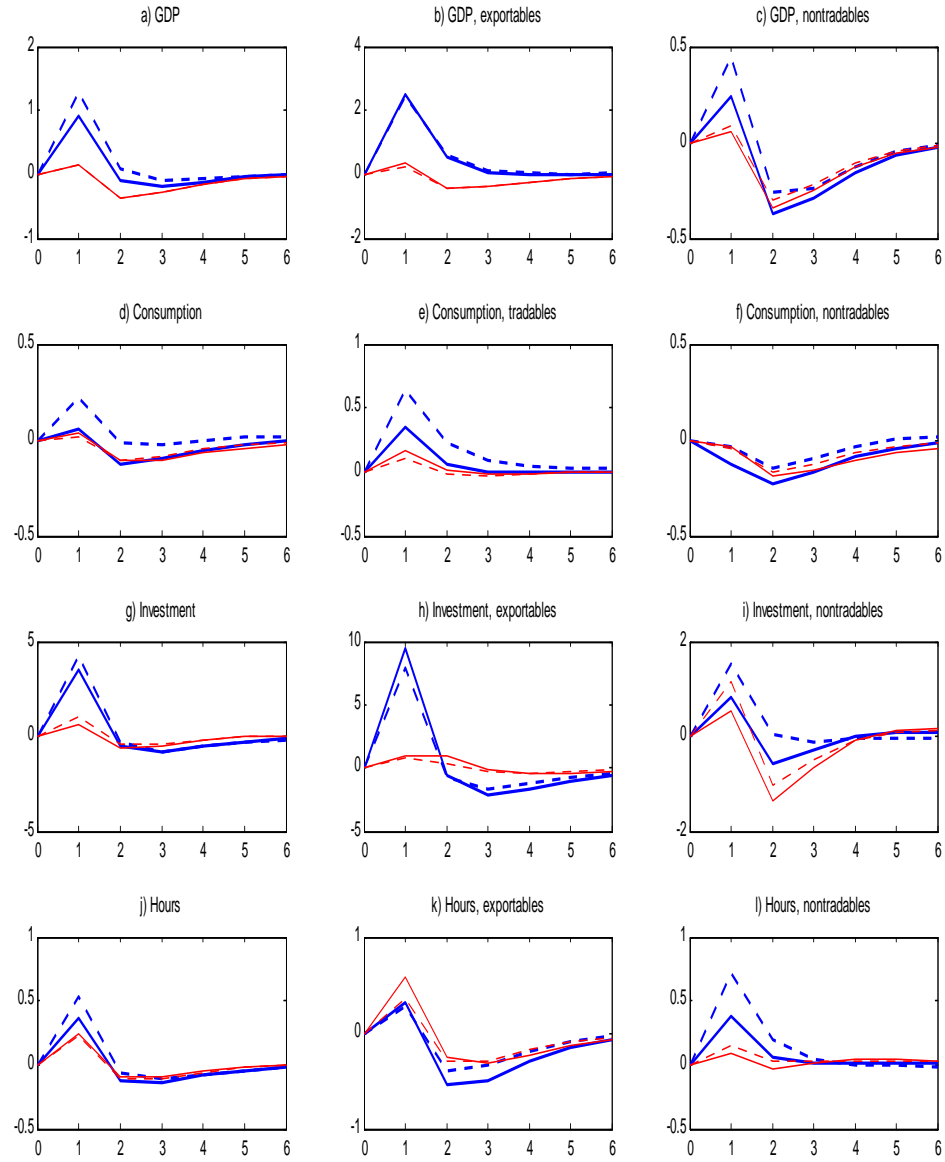 a) GDP
b) GDP, exportables
c) GDP, nontradables
2
1
0
-1
0 1 2 3 4 5 6
4
2
0
-2
0 1 2 3 4 5 6
0.5
0
-0.5
0 1 2 3 4 5 6
d) Consumption
e) Consumption, tradables
f) Consumption, nontradables
0.5
0
-0.5
0 1 2 3 4 5 6
1
0.5
0
-0.5
0 1 2 3 4 5 6
0.5
0
-0.5
0 1 2 3 4 5 6
g) Investment
h) Investment, exportables
i) Investment, nontradables
5
0
-5
0 1 2 3 4 5 6
10
5
0
-5
0 1 2 3 4 5 6
2
0
-2
0 1 2 3 4 5 6
j) Hours
k) Hours, exportables
l) Hours, nontradables
1
0.5
0
-0.5
0 1 2 3 4 5 6
1
0
-1
0 1 2 3 4 5 6
1
0.5
0
-0.5
0 1 2 3 4 5 6